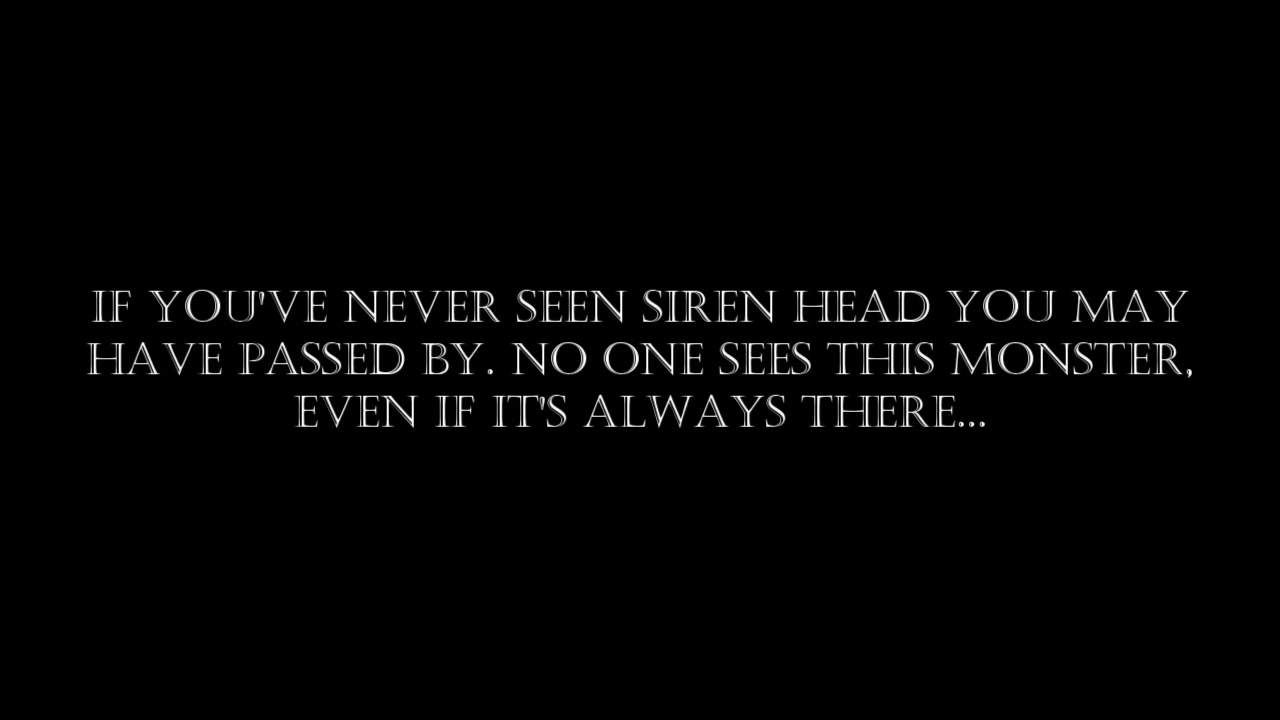 IF YOU'VE NEVER SEEN SIREN HEAD YOU MAY
HAVE PASSED BY. NO ONE SEES THIS MONSTER,
EVEN IF IT'S ALWAYS THERE...